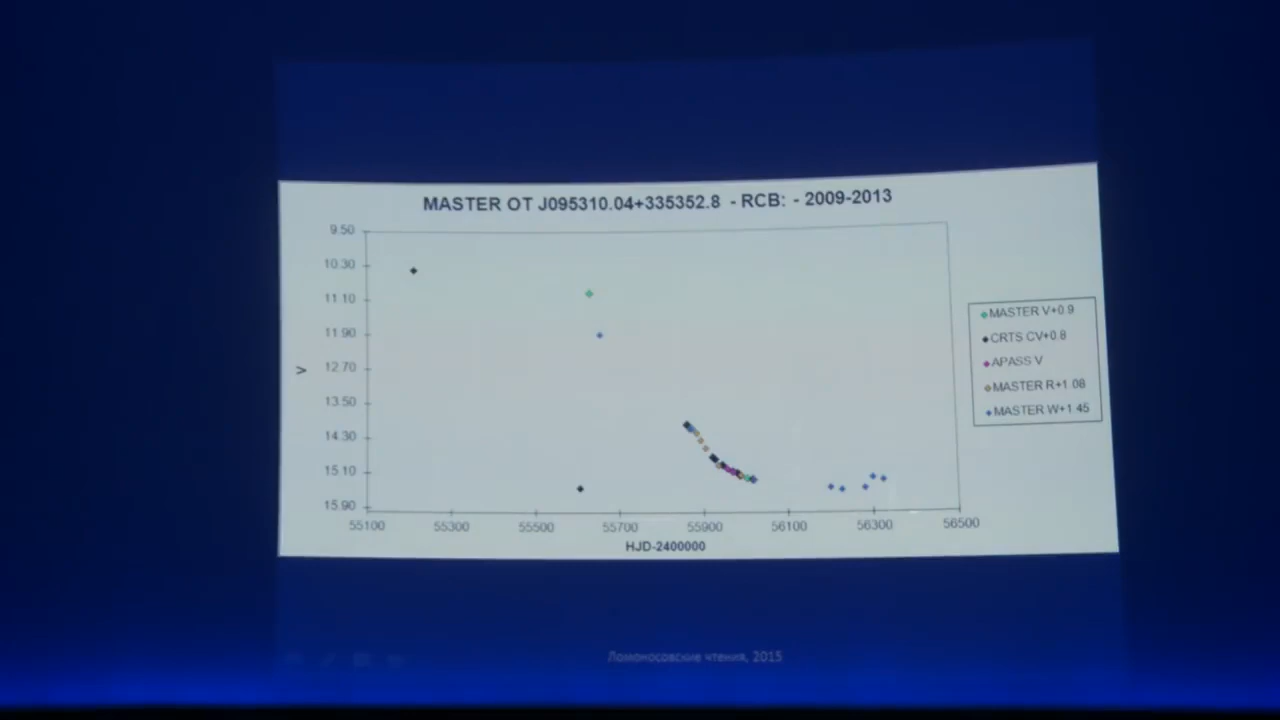 MASTER OT J095310.04+335352.8 - RCB: - 2009-2013
9.50
10.30
11.10
11.90
12.70
13.50
14.30
15.10
15.90
V
55100 55300 55500 55700 55900 56100 56300 56500
HJD-2400000
MASTER V+0.9
CRTS CV+0.8
APASS V
MASTER R+1.08
MASTER W+1.45
Ломоносовские чтения, 2015